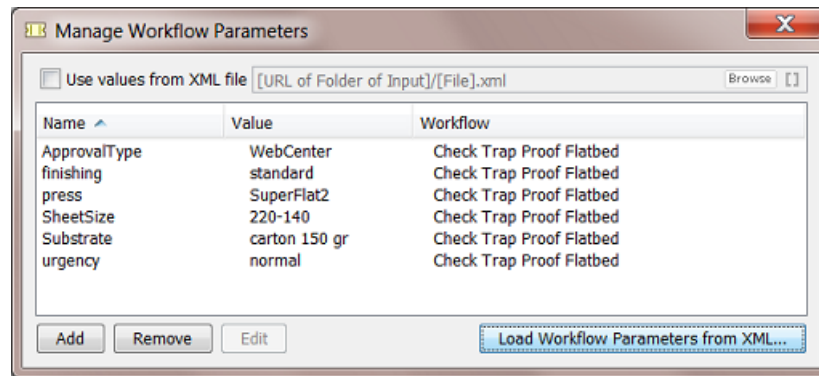 Manage Workflow Parameters
Use values from XML file [URL of Folder of Input]/[File].xml Browse []
Name Value Workflow
ApprovalType WebCenter Check Trap Proof Flatbed
finishing standard Check Trap Proof Flatbed
press SuperFlat2 Check Trap Proof Flatbed
SheetSize 220-140 Check Trap Proof Flatbed
Substrate carton 150 gr Check Trap Proof Flatbed
urgency normal Check Trap Proof Flatbed
Add Remove Edit Load Workflow Parameters from XML...